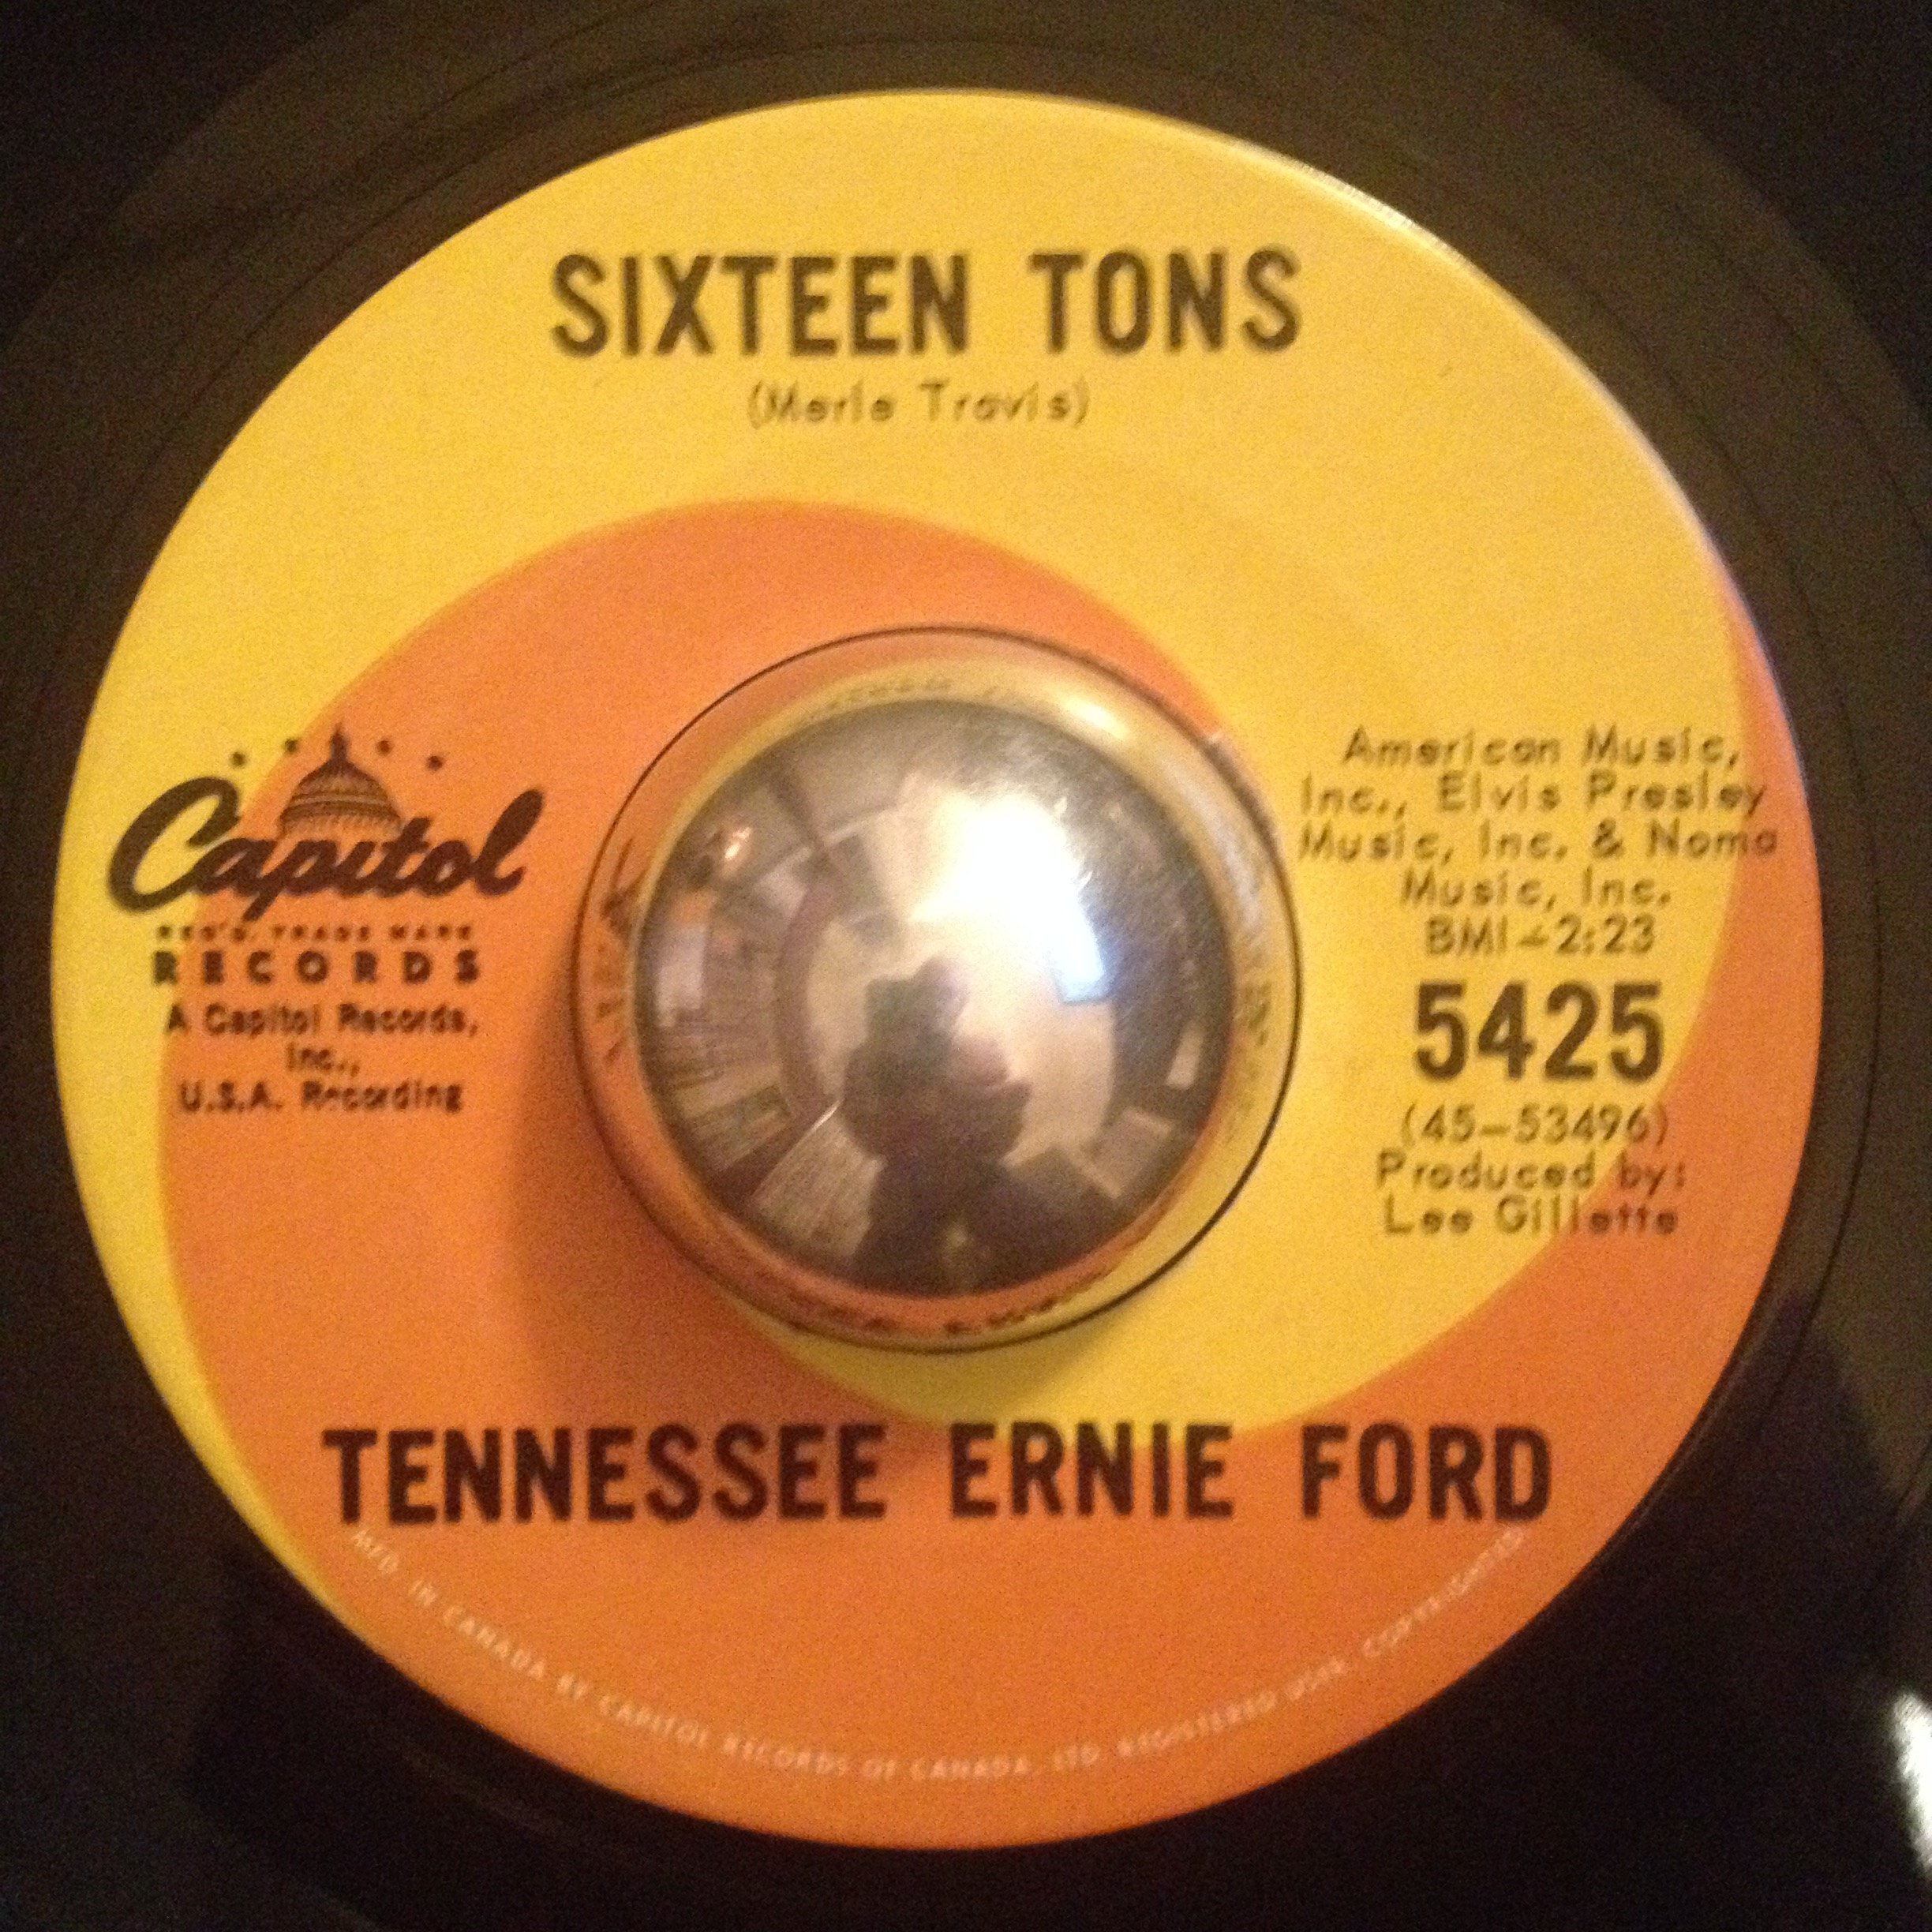 SIXTEEN TONS
(Merle Travis)
Capitol
REG'D. TRADE MARK
RECORDS
A Capitol Records,
Inc.,
U.S.A. Recording
American Music,
Inc., Elvis Presley
Music, Inc. & Noma
Music, Inc.
BMI-2:23
5425
(45-53496)
Produced by:
Lee Gillette
TENNESSEE ERNIE FORD
MFD. IN CANADA BY CAPITOL RECORDS OF CANADA, LTD. REGISTERED USER. COPYRIGHTED